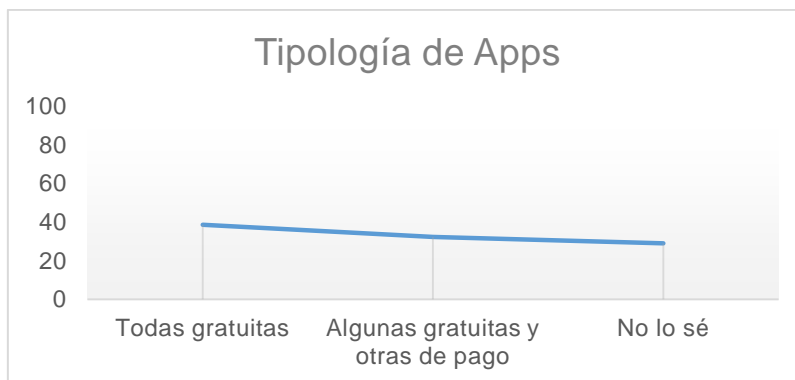 Tipología de Apps
100
80
60
40
20
0
Todas gratuitas
Algunas gratuitas y
otras de pago
No lo sé